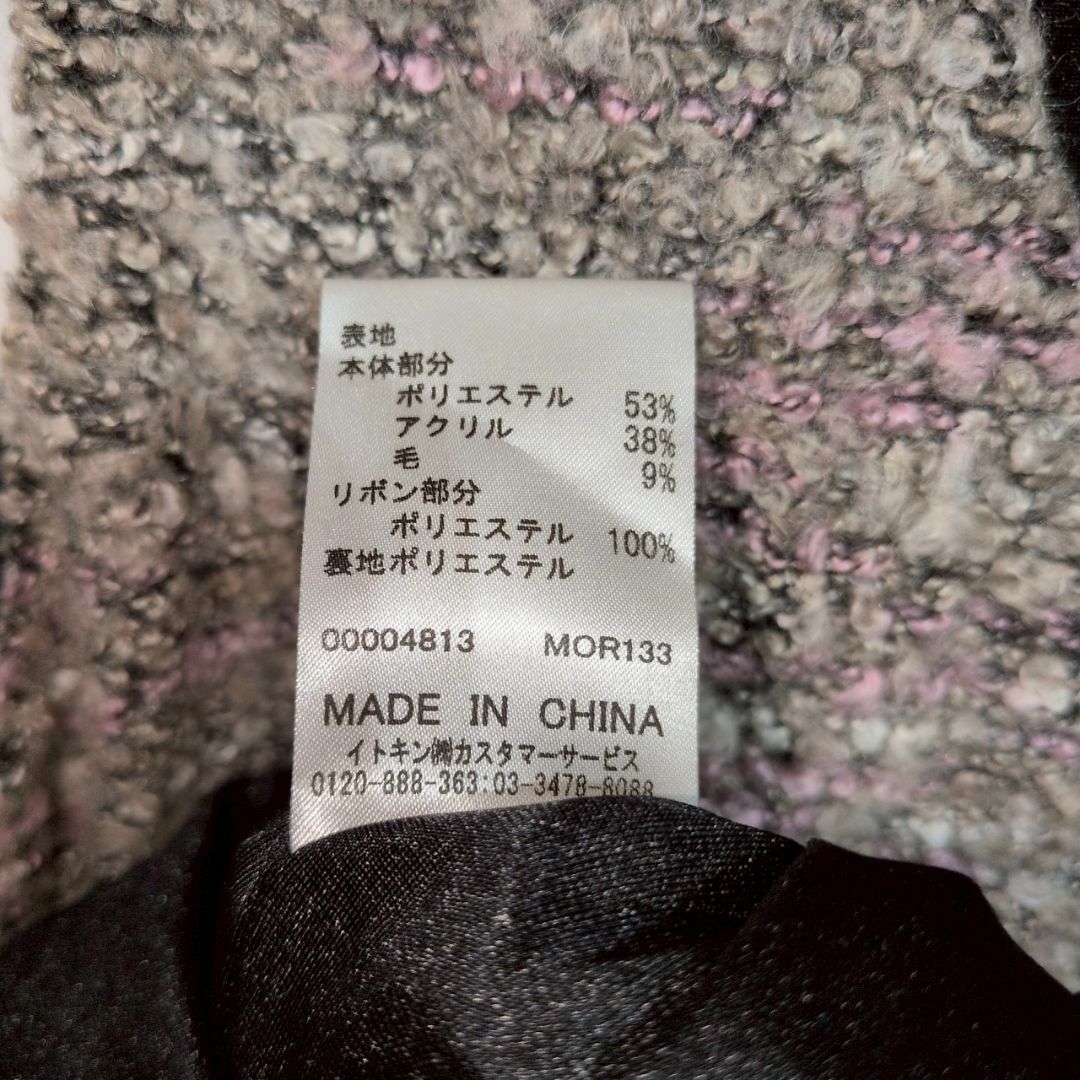 表地
本体部分
ポリエステル 53%
アクリル 38%
毛 9%
リボン部分
ポリエステル 100%
裏地ポリエステル
00004813 MOR133
MADE IN CHINA
イトキン㈱カスタマーサービス
0120-888-363:03-3478-8088